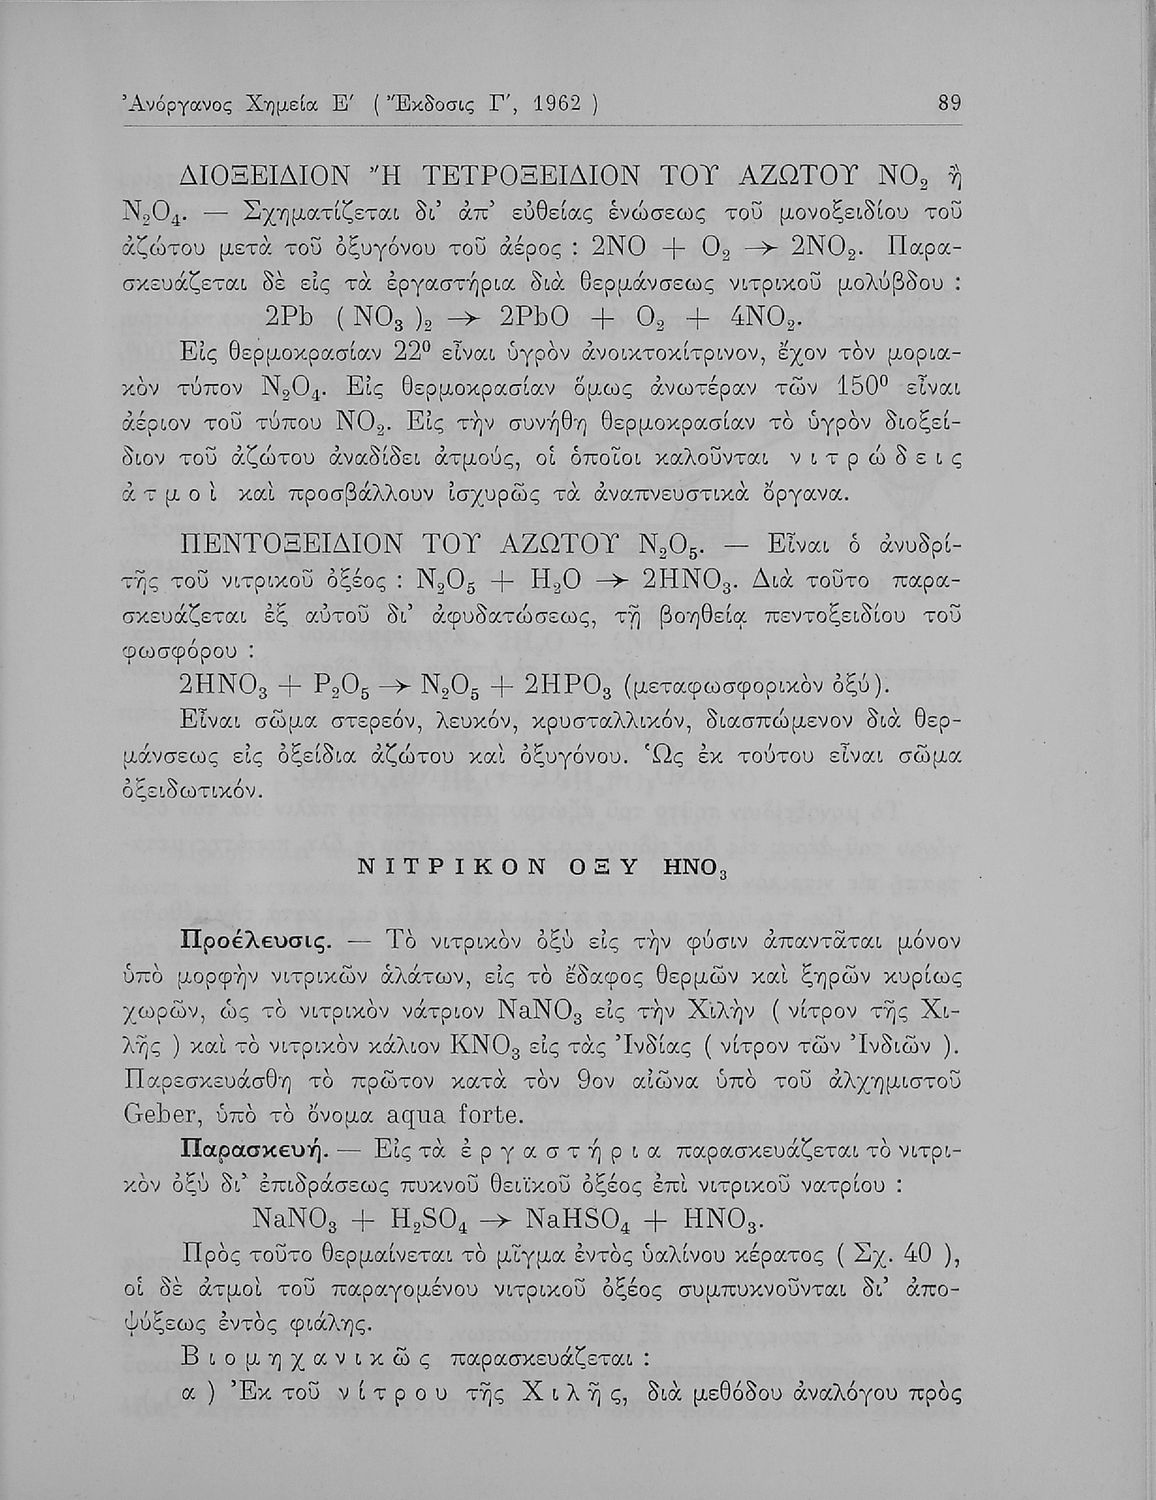 Ἀνόργανος Χημεία Ε′ ( Ἔκδοσις Γ′, 1962 ) 89
ΔΙΟΞΕΙΔΙΟΝ Ἢ ΤΕΤΡΟΞΕΙΔΙΟΝ ΤΟΥ ΑΖΩΤΟΥ NO₂ ἢ
N₂O₄. — Σχηματίζεται δι’ ἀπ’ εὐθείας ἑνώσεως τοῦ μονοξειδίου τοῦ
ἀζώτου μετὰ τοῦ ὀξυγόνου τοῦ ἀέρος : 2NO + O₂ → 2NO₂. Παρα-
σκευάζεται δὲ εἰς τὰ ἐργαστήρια διὰ θερμάνσεως νιτρικοῦ μολύβδου :
2Pb ( NO₃ )₂ → 2PbO + O₂ + 4NO₂.
Εἰς θερμοκρασίαν 22⁰ εἶναι ὑγρὸν ἀνοικτοκίτρινον, ἔχον τὸν μορια-
κὸν τύπον N₂O₄. Εἰς θερμοκρασίαν ὅμως ἀνωτέραν τῶν 150⁰ εἶναι
ἀέριον τοῦ τύπου NO₂. Εἰς τὴν συνήθη θερμοκρασίαν τὸ ὑγρὸν διοξεί-
διον τοῦ ἀζώτου ἀναδίδει ἀτμούς, οἱ ὁποῖοι καλοῦνται ν ι τ ρ ώ δ ε ι ς
ἀ τ μ ο ὶ καὶ προσβάλλουν ἰσχυρῶς τὰ ἀναπνευστικὰ ὄργανα.
ΠΕΝΤΟΞΕΙΔΙΟΝ ΤΟΥ ΑΖΩΤΟΥ N₂O₅. — Εἶναι ὁ ἀνυδρί-
τῆς τοῦ νιτρικοῦ ὀξέος : N₂O₅ + H₂O → 2HNO₃. Διὰ τοῦτο παρα-
σκευάζεται ἐξ αὐτοῦ δι’ ἀφυδατώσεως, τῇ βοηθείᾳ πεντοξειδίου τοῦ
φωσφόρου :
2HNO₃ + P₂O₅ → N₂O₅ + 2HPO₃ (μεταφωσφορικὸν ὀξύ).
Εἶναι σῶμα στερεόν, λευκόν, κρυσταλλικόν, διασπώμενον διὰ θερ-
μάνσεως εἰς ὀξείδια ἀζώτου καὶ ὀξυγόνου. Ὡς ἐκ τούτου εἶναι σῶμα
ὀξειδωτικόν.
Ν Ι Τ Ρ Ι Κ Ο Ν Ο Ξ Υ HNO₃
Προέλευσις. — Τὸ νιτρικὸν ὀξὺ εἰς τὴν φύσιν ἀπαντᾶται μόνον
ὑπὸ μορφὴν νιτρικῶν ἁλάτων, εἰς τὸ ἔδαφος θερμῶν καὶ ξηρῶν κυρίως
χωρῶν, ὡς τὸ νιτρικὸν νάτριον NaNO₃ εἰς τὴν Χιλὴν ( νίτρον τῆς Χι-
λῆς ) καὶ τὸ νιτρικὸν κάλιον KNO₃ εἰς τὰς Ἰνδίας ( νίτρον τῶν Ἰνδιῶν ).
Παρεσκευάσθη τὸ πρῶτον κατὰ τὸν 9ον αἰῶνα ὑπὸ τοῦ ἀλχημιστοῦ
Geber, ὑπὸ τὸ ὄνομα aqua forte.
Παρασκευή. — Εἰς τὰ ἐ ρ γ α σ τ ή ρ ι α παρασκευάζεται τὸ νιτρι-
κὸν ὀξὺ δι’ ἐπιδράσεως πυκνοῦ θειϊκοῦ ὀξέος ἐπὶ νιτρικοῦ νατρίου :
NaNO₃ + H₂SO₄ → NaHSO₄ + HNO₃.
Πρὸς τοῦτο θερμαίνεται τὸ μῖγμα ἐντὸς ὑαλίνου κέρατος ( Σχ. 40 ),
οἱ δὲ ἀτμοὶ τοῦ παραγομένου νιτρικοῦ ὀξέος συμπυκνοῦνται δι’ ἀπο-
ψύξεως ἐντὸς φιάλης.
Β ι ο μ η χ α ν ι κ ῶ ς παρασκευάζεται :
α ) Ἐκ τοῦ ν ί τ ρ ο υ τῆς Χ ι λ ῆ ς, διὰ μεθόδου ἀναλόγου πρὸς